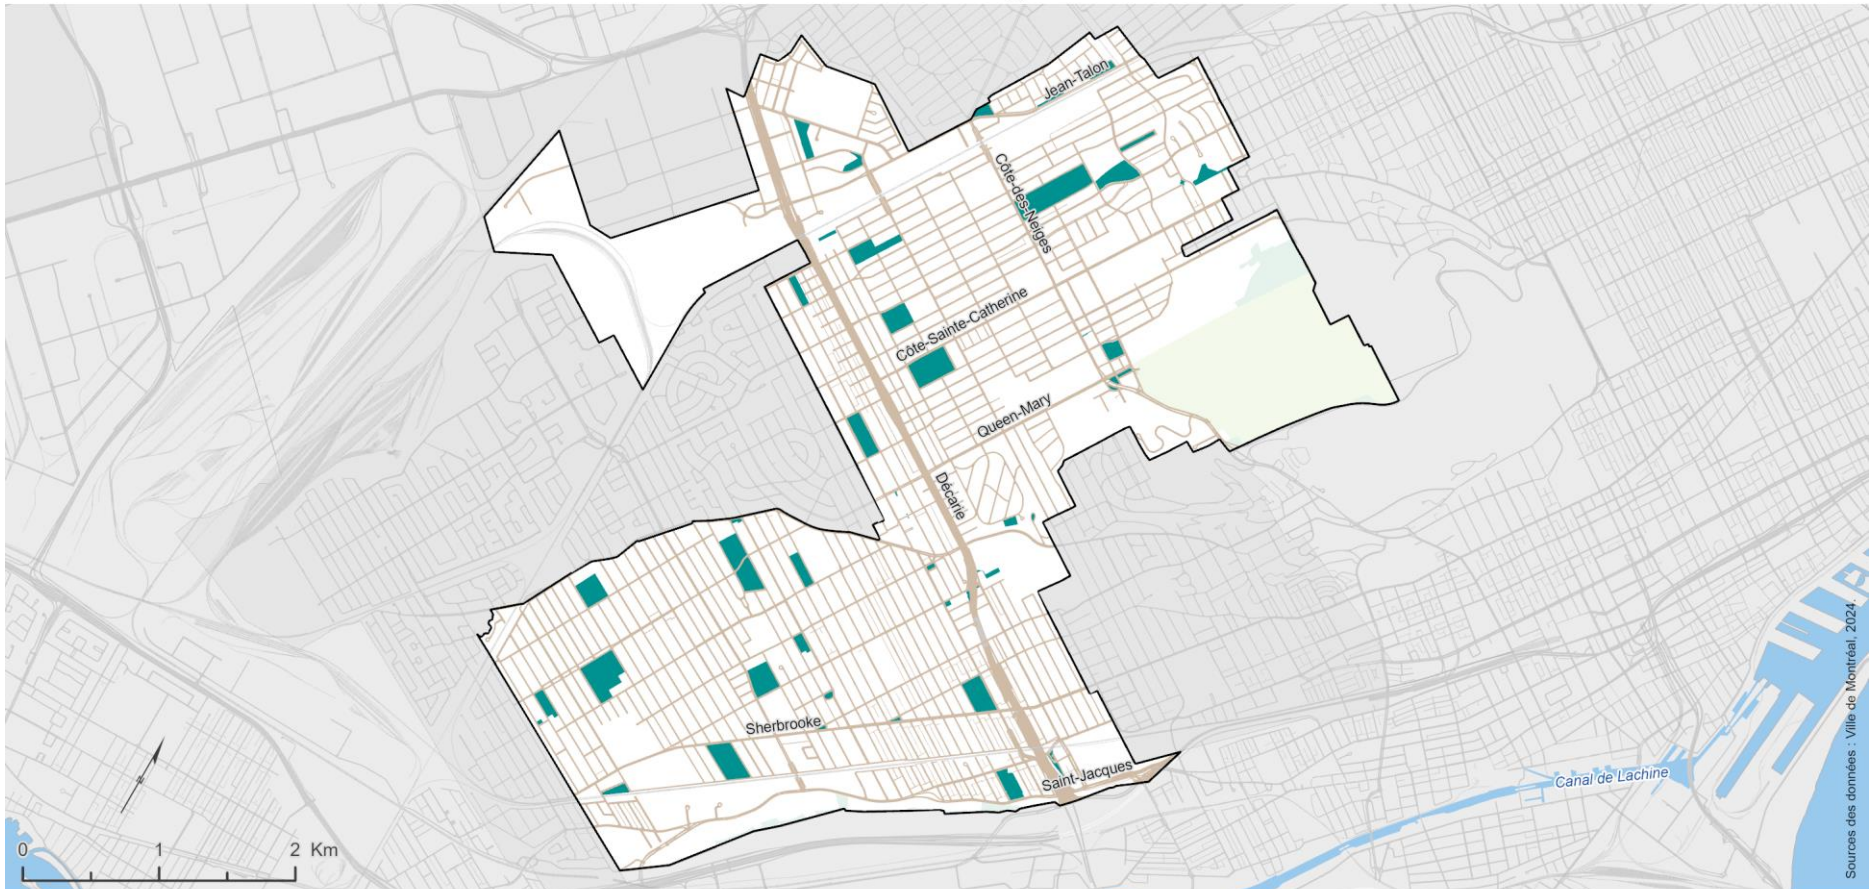 Jean-Talon
Côte-des-Neiges
Côte-Sainte-Catherine
Queen-Mary
Décarie
Sherbrooke
Saint-Jacques
Canal de Lachine
N
0 1 2 Km
Sources des données : Ville de Montréal, 2024.